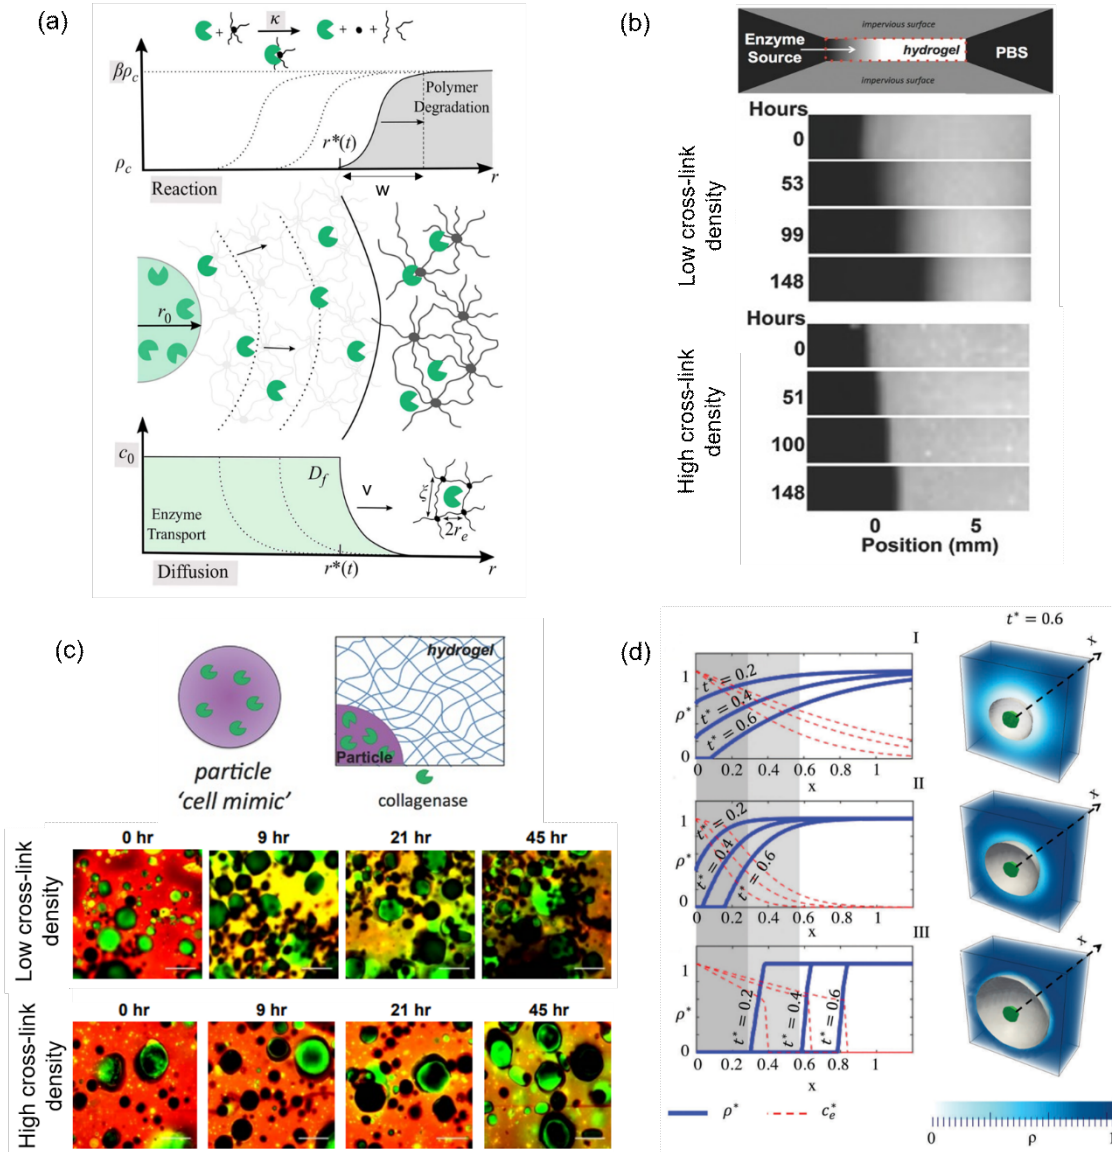 (a)
κ
+
+
+
βρc
Polymer
Degradation
r*(t)
ρc
r
Reaction
w
r0
c0
Df
v
ξ
Enzyme
Transport
2re
r*(t)
r
Diffusion
(b)
impervious surface
Enzyme
Source
hydrogel
PBS
impervious surface
Hours
0
53
99
148
Low cross-link
density
Hours
0
51
100
148
High cross-link
density
0 5
Position (mm)
(c)
hydrogel
Particle
particle
'cell mimic'
collagenase
0 hr 9 hr 21 hr 45 hr
Low cross-link
density
0 hr 9 hr 21 hr 45 hr
High cross-link
density
(d)
t* = 0.6
I
1
ρ*
0
t* = 0.2
t* = 0.4
t* = 0.6
0 0.2 0.4 0.6 0.8 1
x
x
II
1
ρ*
0
t* = 0.2
t* = 0.4
t* = 0.6
0 0.2 0.4 0.6 0.8 1
x
x
III
1
ρ*
0
t* = 0.2
t* = 0.4
t* = 0.6
0 0.2 0.4 0.6 0.8 1
x
x
ρ* ce*
0 ρ 1